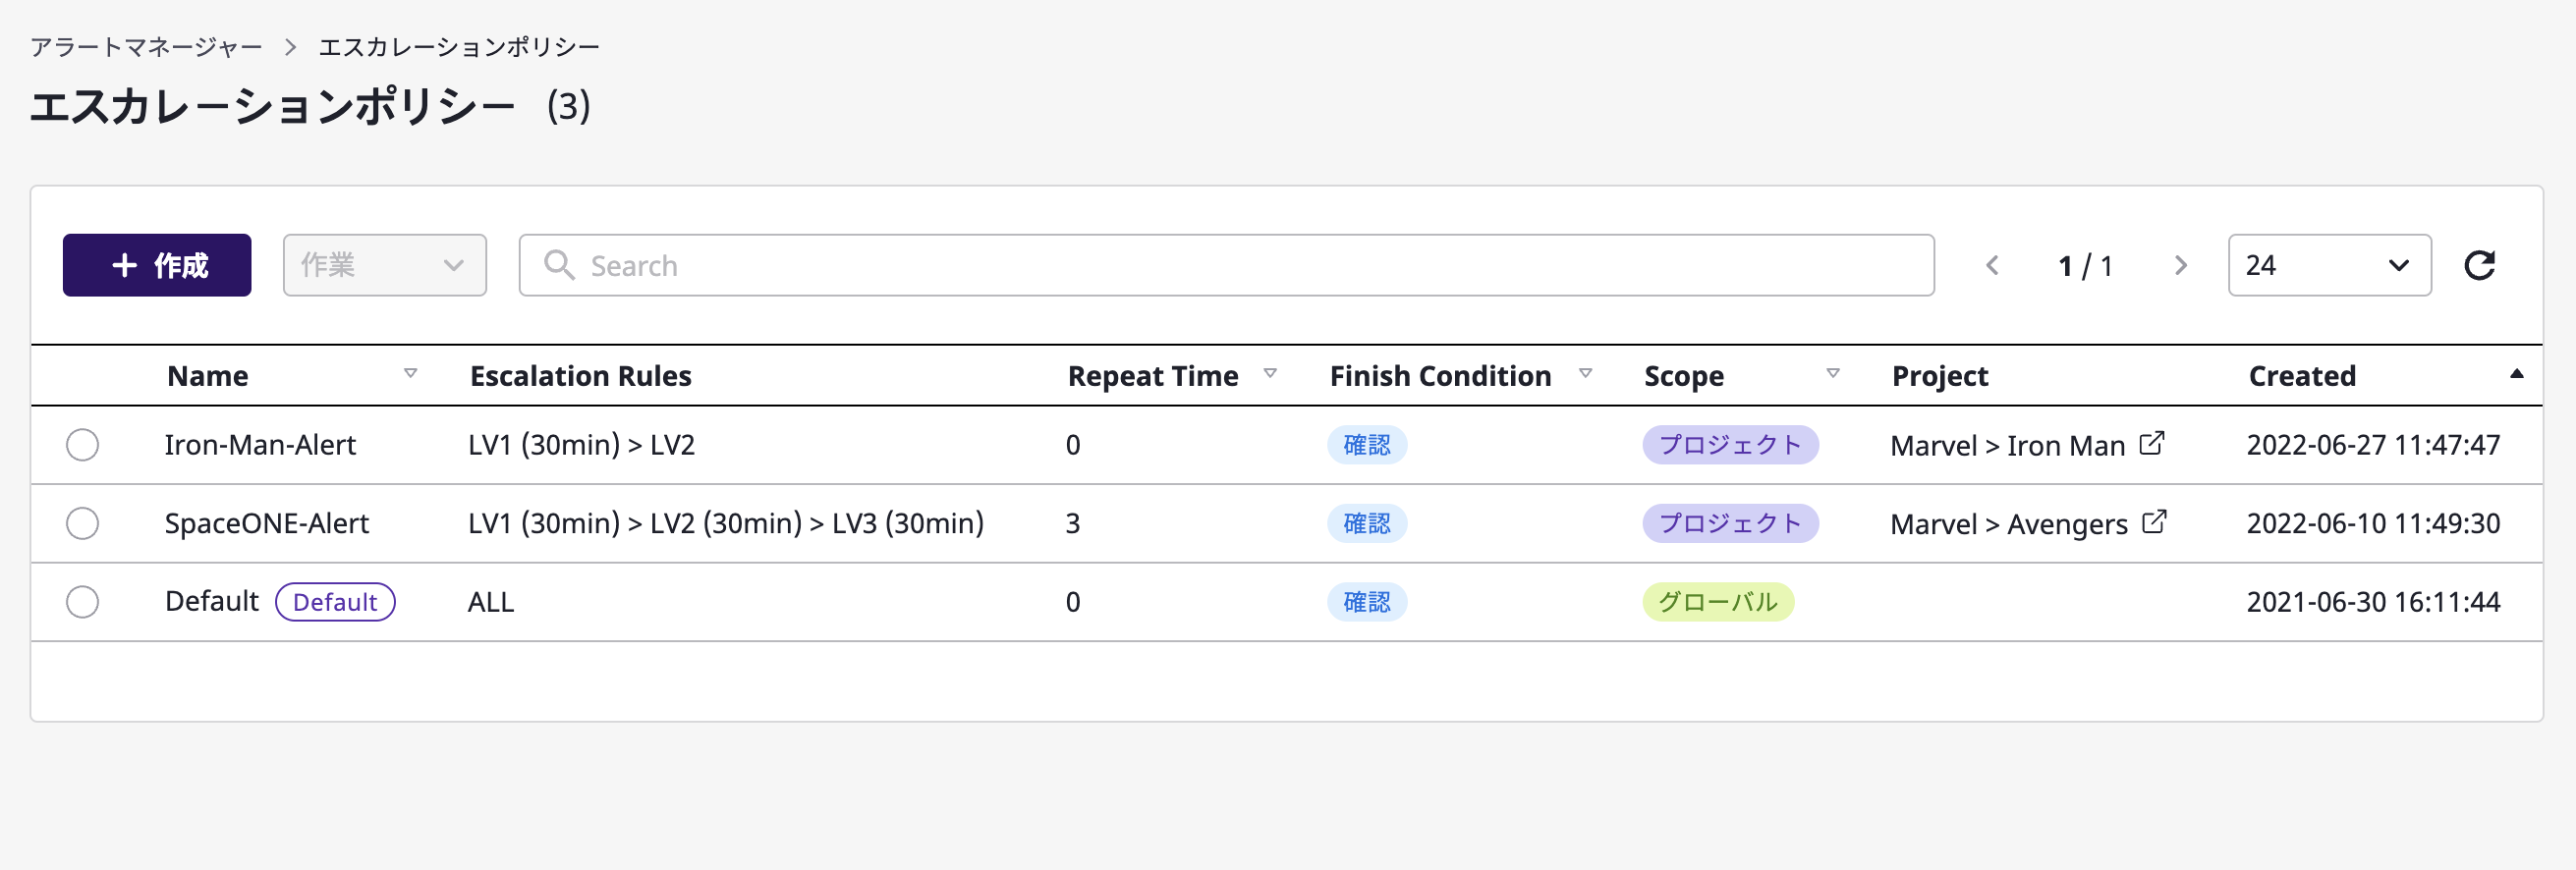 アラートマネージャー > エスカレーションポリシー
エスカレーションポリシー (3)
+ 作成 作業 Search 1 / 1 24
Name Escalation Rules Repeat Time Finish Condition Scope Project Created
Iron-Man-Alert LV1 (30min) > LV2 0 確認 プロジェクト Marvel > Iron Man 2022-06-27 11:47:47
SpaceONE-Alert LV1 (30min) > LV2 (30min) > LV3 (30min) 3 確認 プロジェクト Marvel > Avengers 2022-06-10 11:49:30
Default Default ALL 0 確認 グローバル 2021-06-30 16:11:44